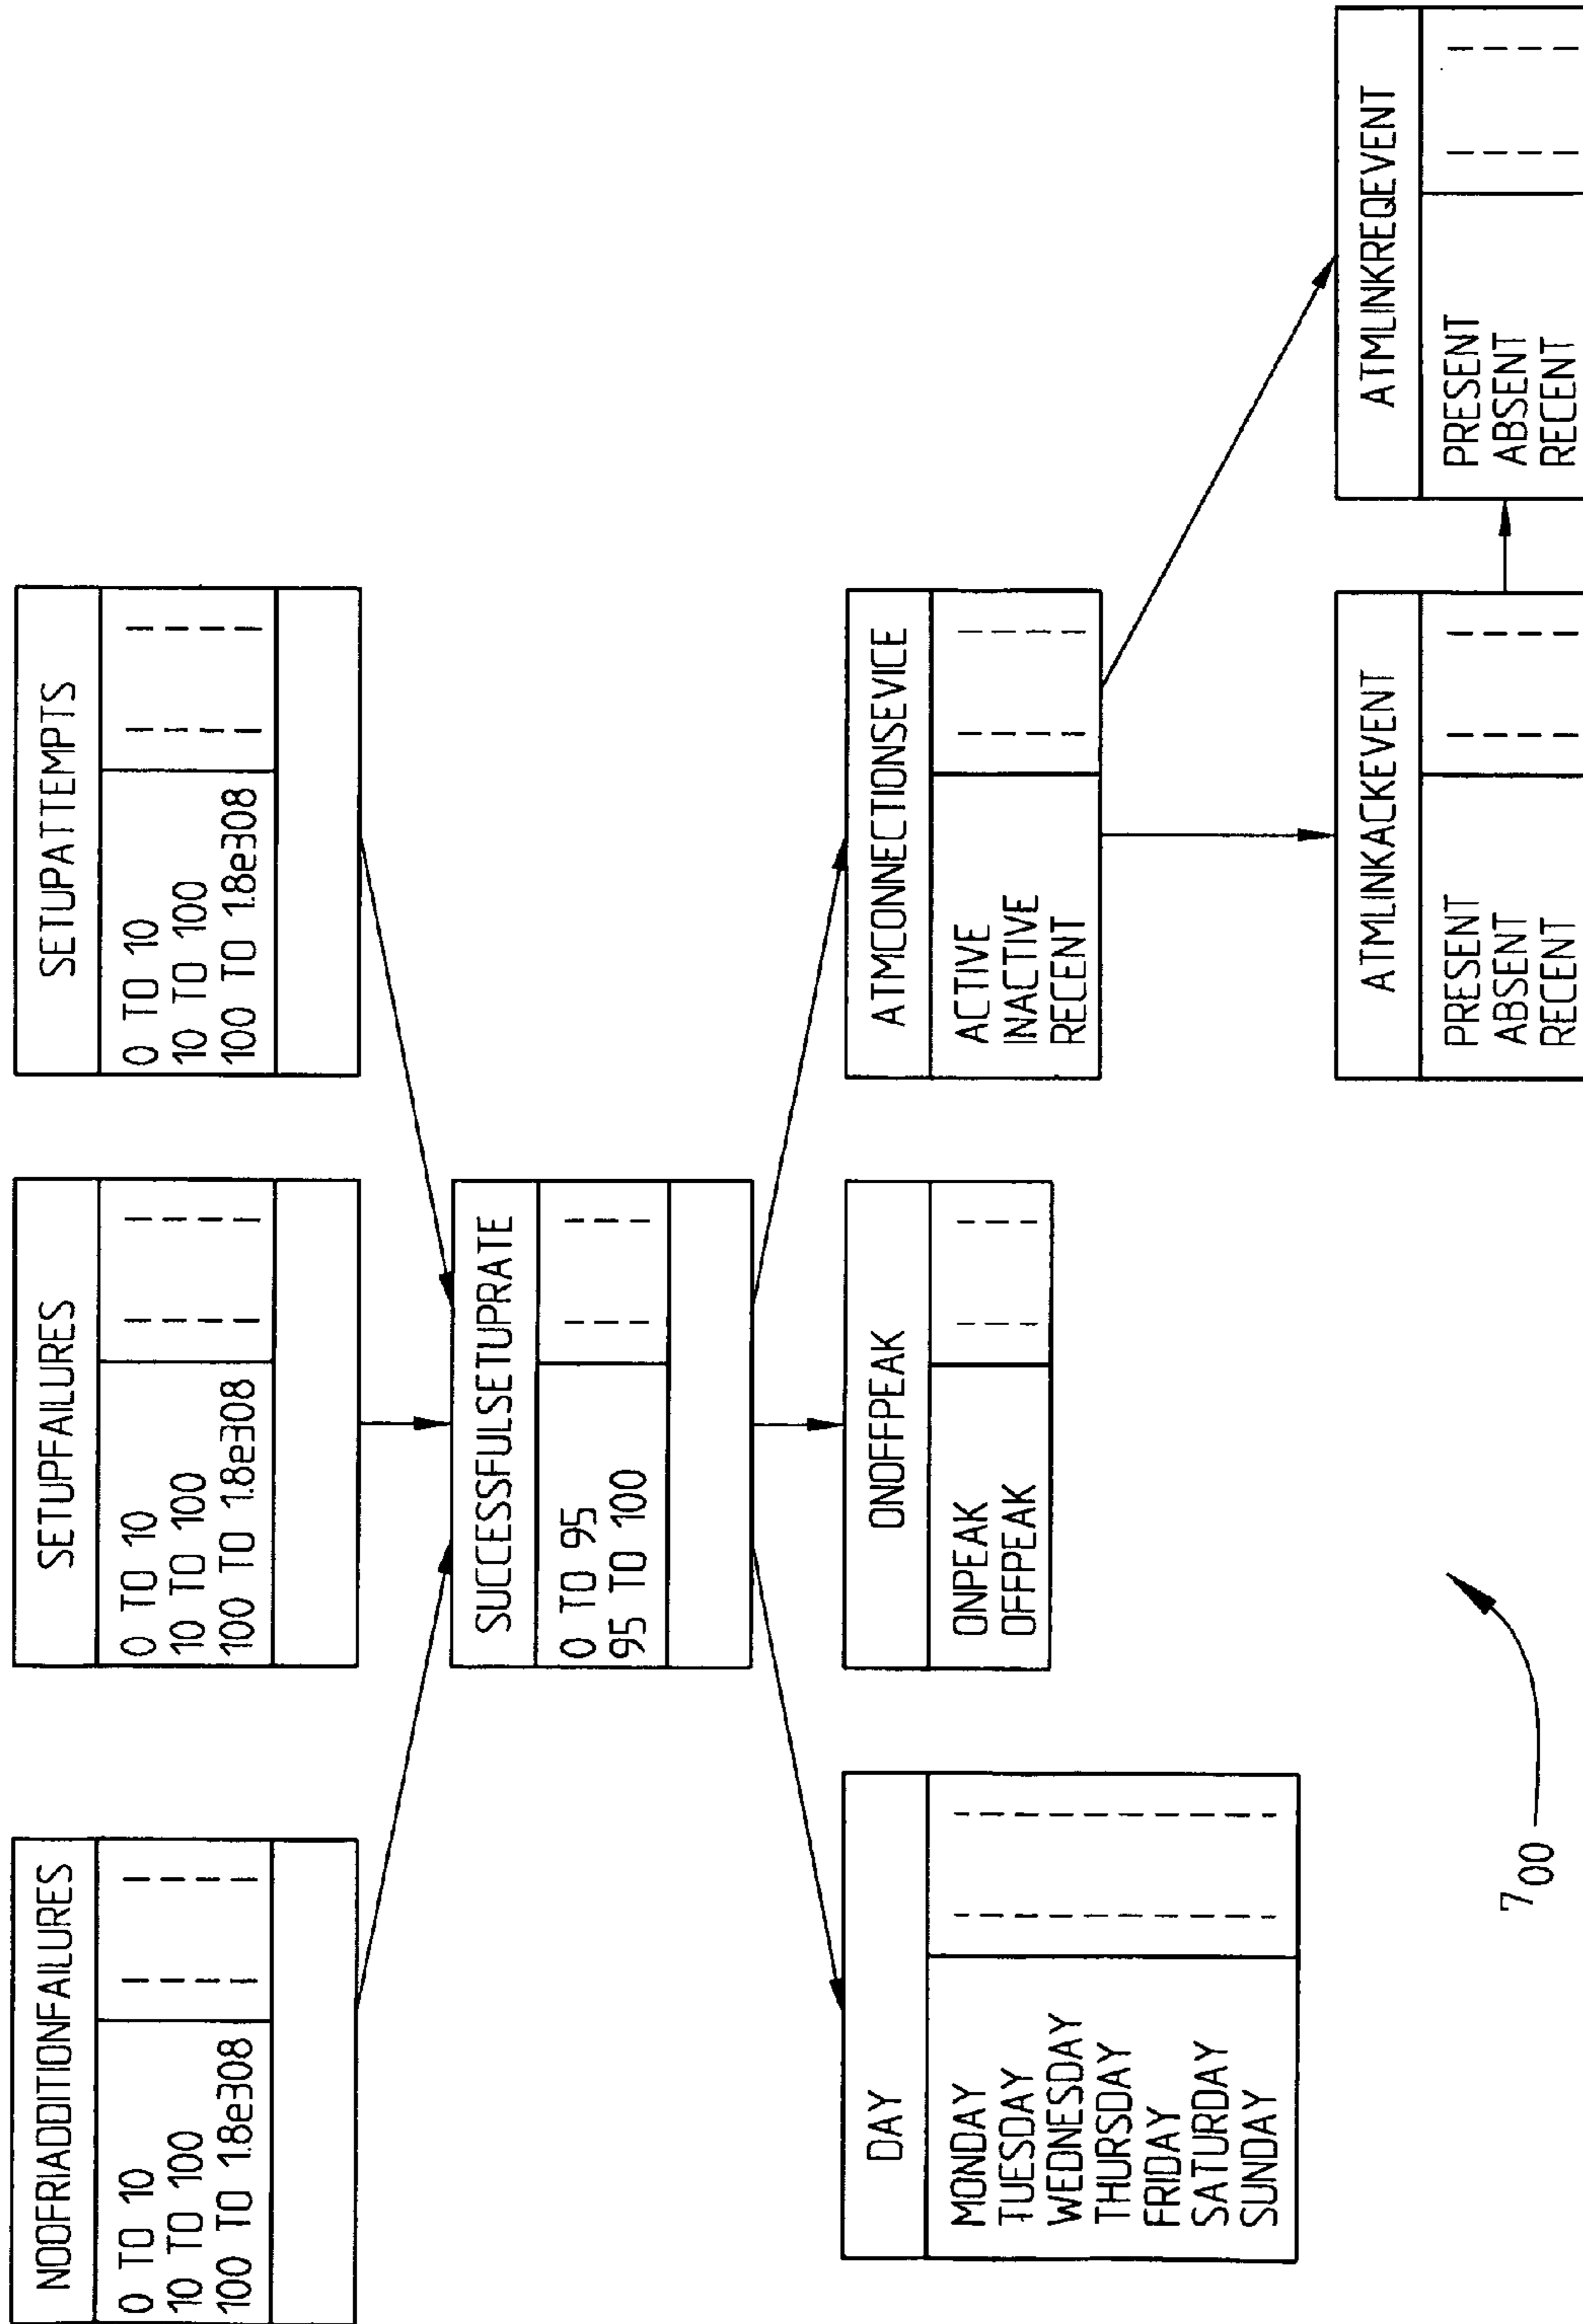 NOOFRIADDITIONFAILURES
0 TO 10
10 TO 100
100 TO 1.8e308
SETUPFAILURES
0 TO 10
10 TO 100
100 TO 1.8e308
SETUPATTEMPTS
0 TO 10
10 TO 100
100 TO 1.8e308
SUCCESSFULSETUPRATE
0 TO 95
95 TO 100
DAY
MONDAY
TUESDAY
WEDNESDAY
THURSDAY
FRIDAY
SATURDAY
SUNDAY
ONOFFPEAK
ONPEAK
OFFPEAK
ATMCONNECTIONSEVICE
ACTIVE
INACTIVE
RECENT
ATMLINKACKEVENT
PRESENT
ABSENT
RECENT
ATMLINKREQEVENT
PRESENT
ABSENT
RECENT
700